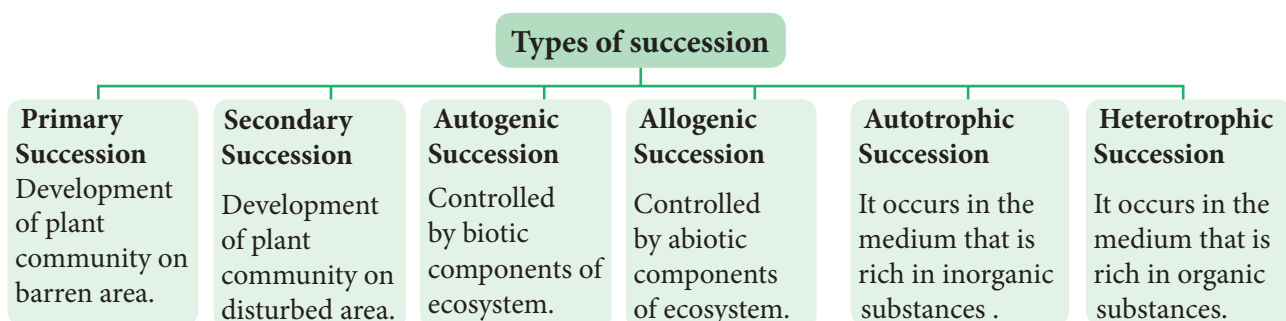 Types of succession
Primary
Succession
Development
of plant
community on
barren area.
Secondary
Succession
Development
of plant
community on
disturbed area.
Autogenic
Succession
Controlled
by biotic
components of
ecosystem.
Allogenic
Succession
Controlled
by abiotic
components
of ecosystem.
Autotrophic
Succession
It occurs in the
medium that is
rich in inorganic
substances .
Heterotrophic
Succession
It occurs in the
medium that is
rich in organic
substances.